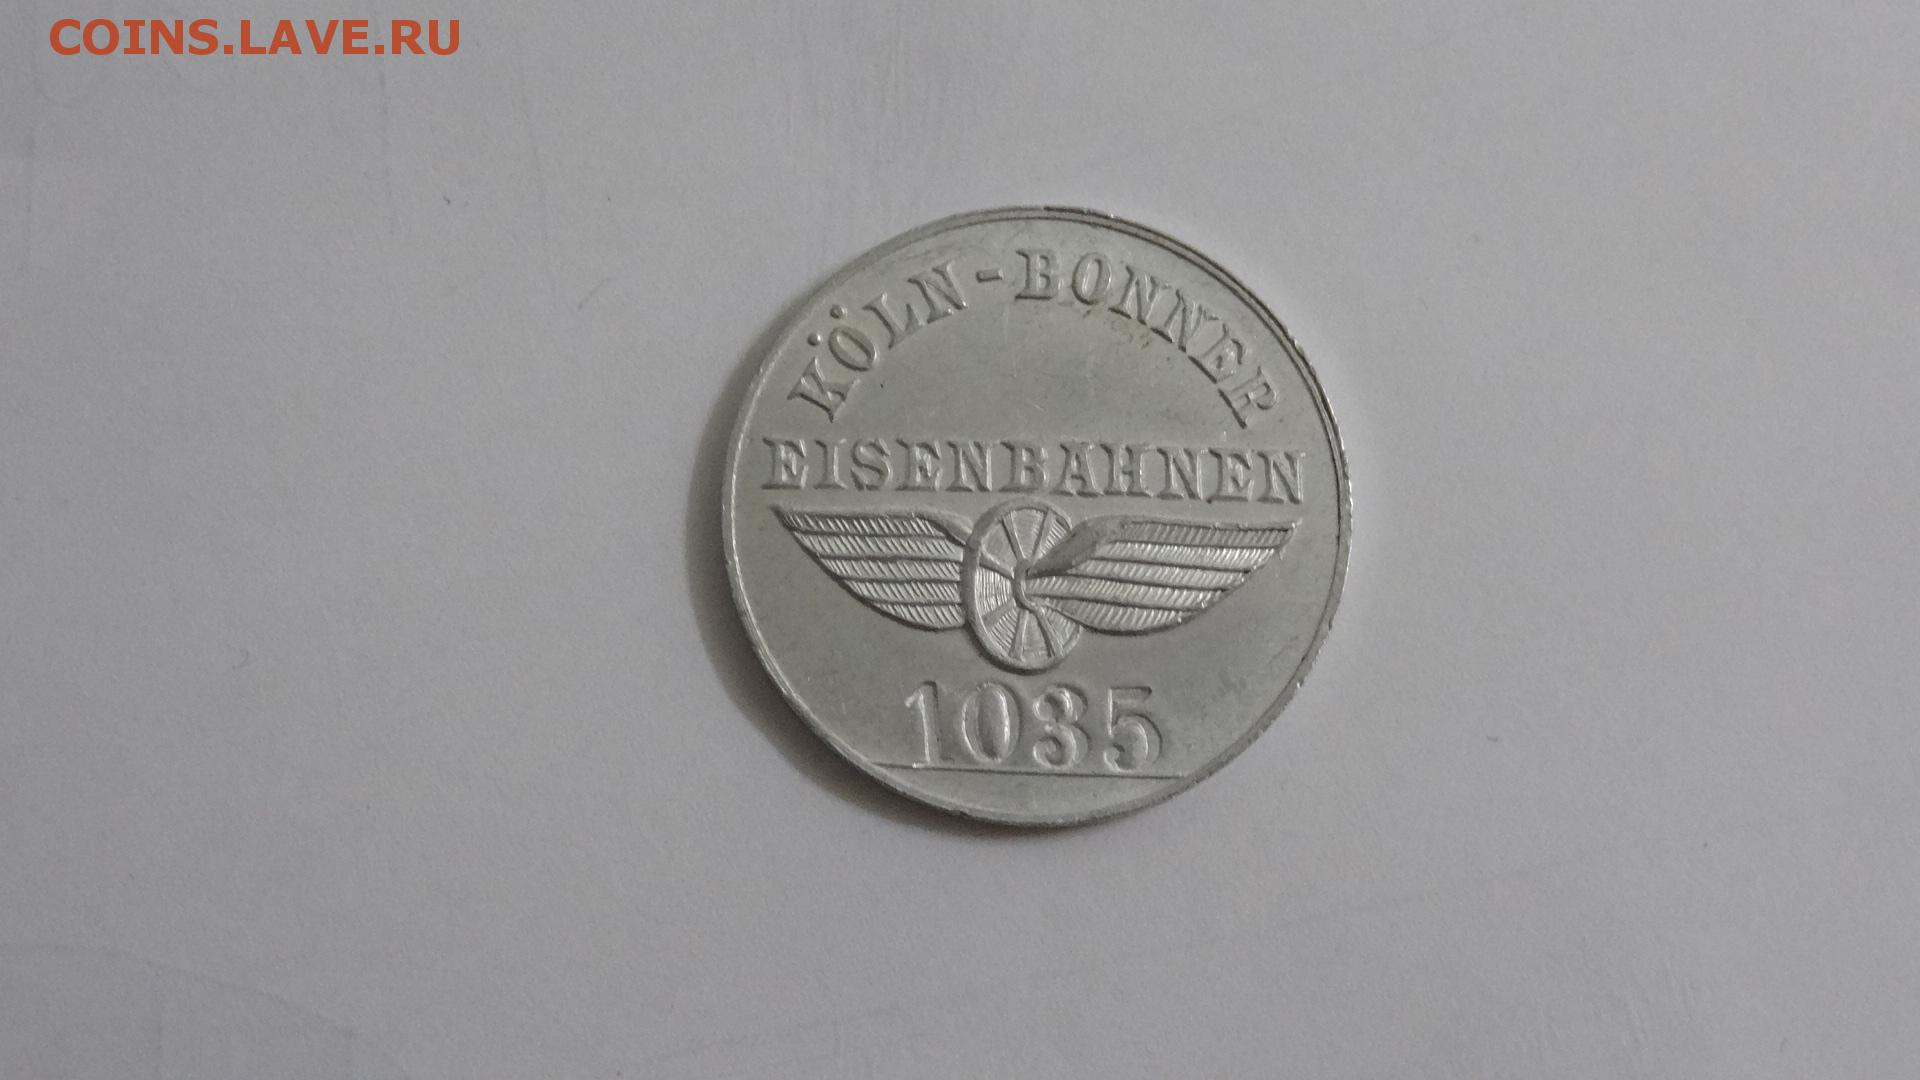 COINS.LAVE.RU
KÖLN-BONNER
EISENBAHNEN
1035